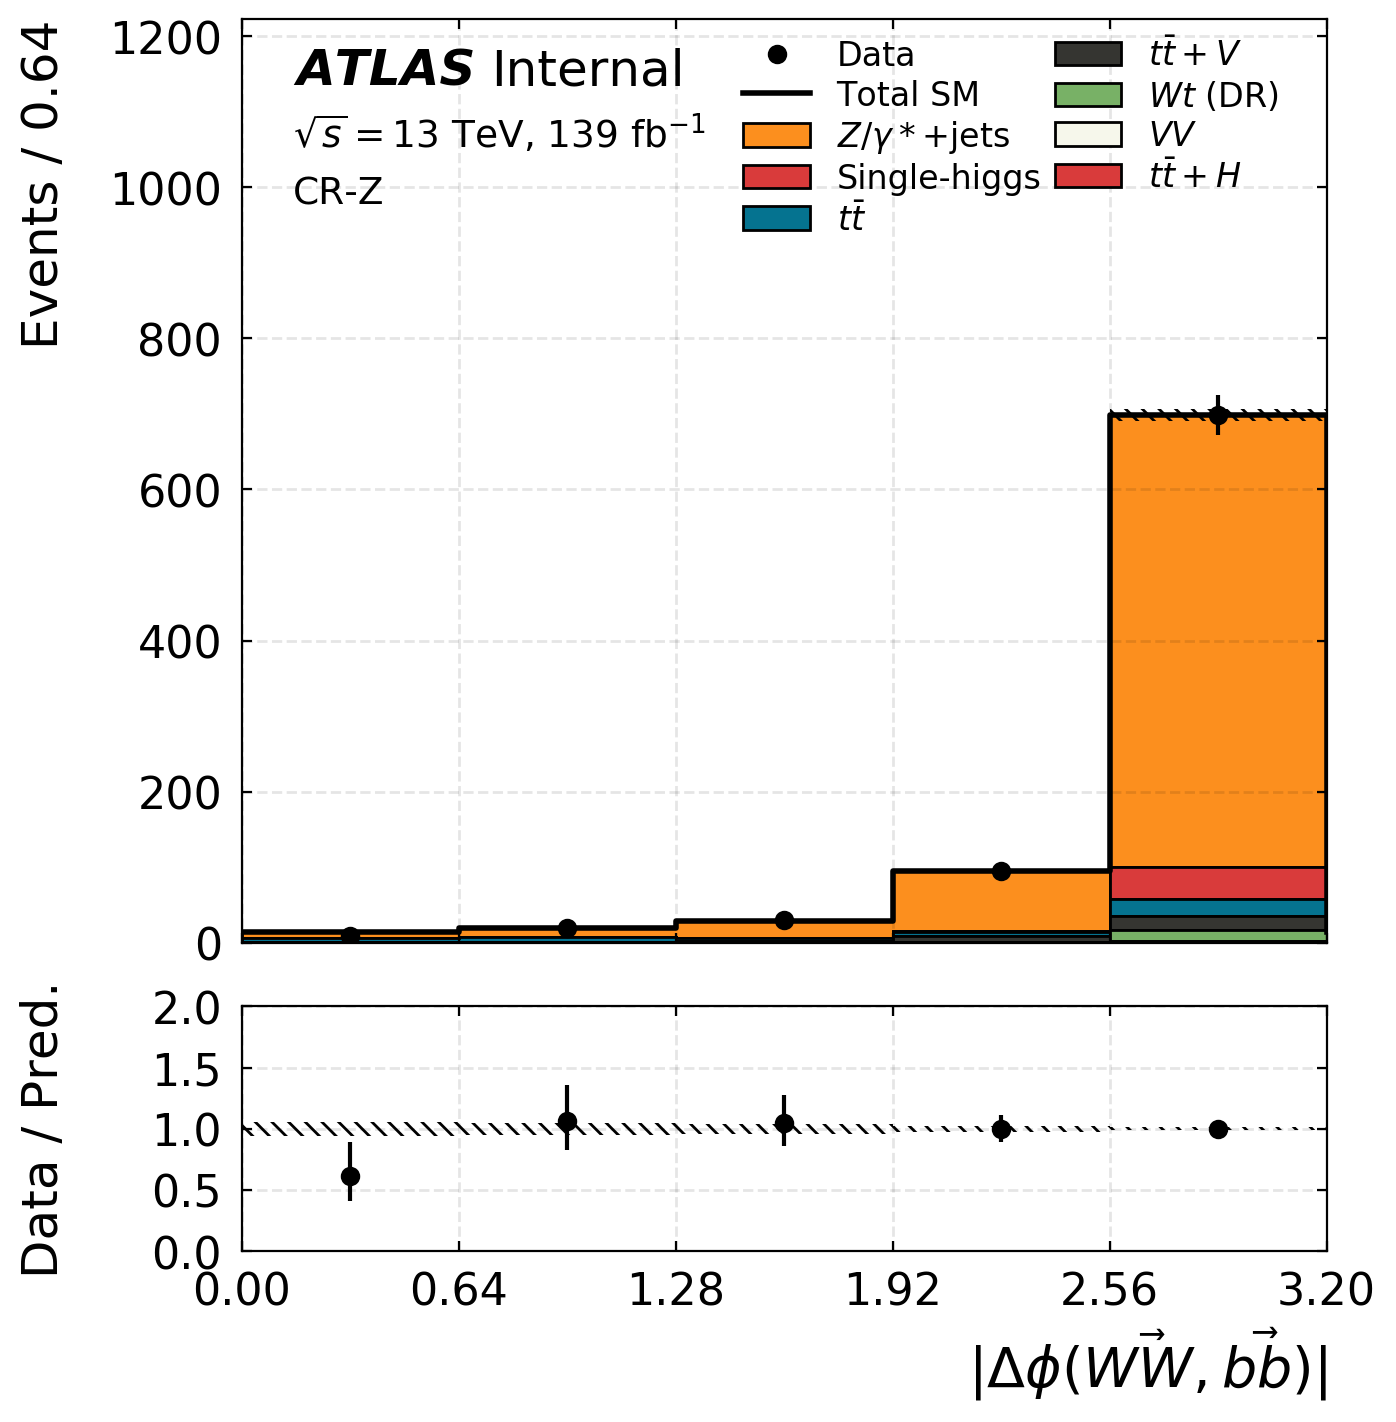 Events / 0.64
1200
1000
800
600
400
200
0
ATLAS Internal
√s = 13 TeV, 139 fb⁻¹
CR-Z
Data
Total SM
Z/γ * +jets
Single-higgs
tt̄
tt̄ + V
Wt (DR)
VV
tt̄ + H
Data / Pred.
2.0
1.5
1.0
0.5
0.0
0.00 0.64 1.28 1.92 2.56 3.20
|Δϕ(WW⃗, bb⃗)|